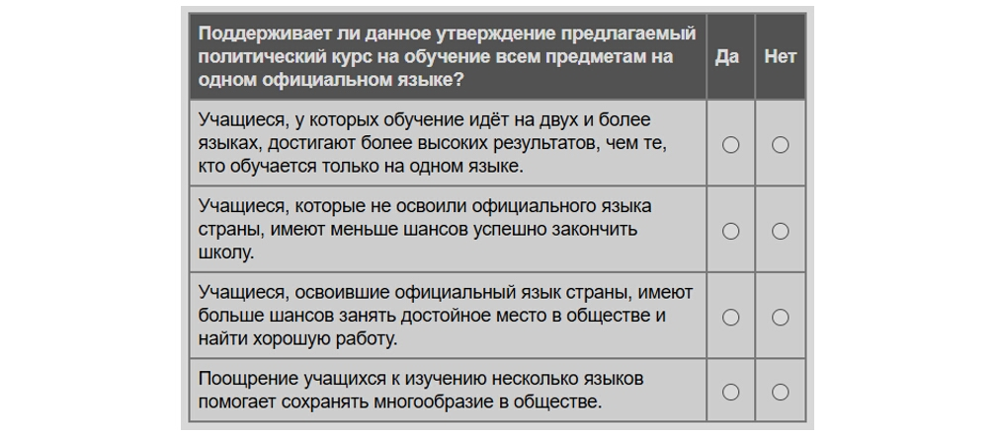 Поддерживает ли данное утверждение предлагаемый
политический курс на обучение всем предметам на
одном официальном языке?
Да
Нет
Учащиеся, у которых обучение идёт на двух и более
языках, достигают более высоких результатов, чем те,
кто обучается только на одном языке.
Учащиеся, которые не освоили официального языка
страны, имеют меньше шансов успешно закончить
школу.
Учащиеся, освоившие официальный язык страны, имеют
больше шансов занять достойное место в обществе и
найти хорошую работу.
Поощрение учащихся к изучению несколько языков
помогает сохранять многообразие в обществе.